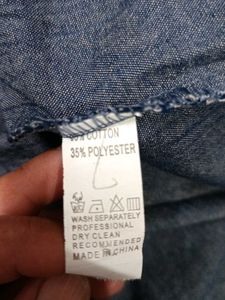 COTTON
35% POLYESTER
L
WASH SEPARATELY
PROFESSIONAL
DRY CLEAN
RECOMMENDED
MADE IN CHINA